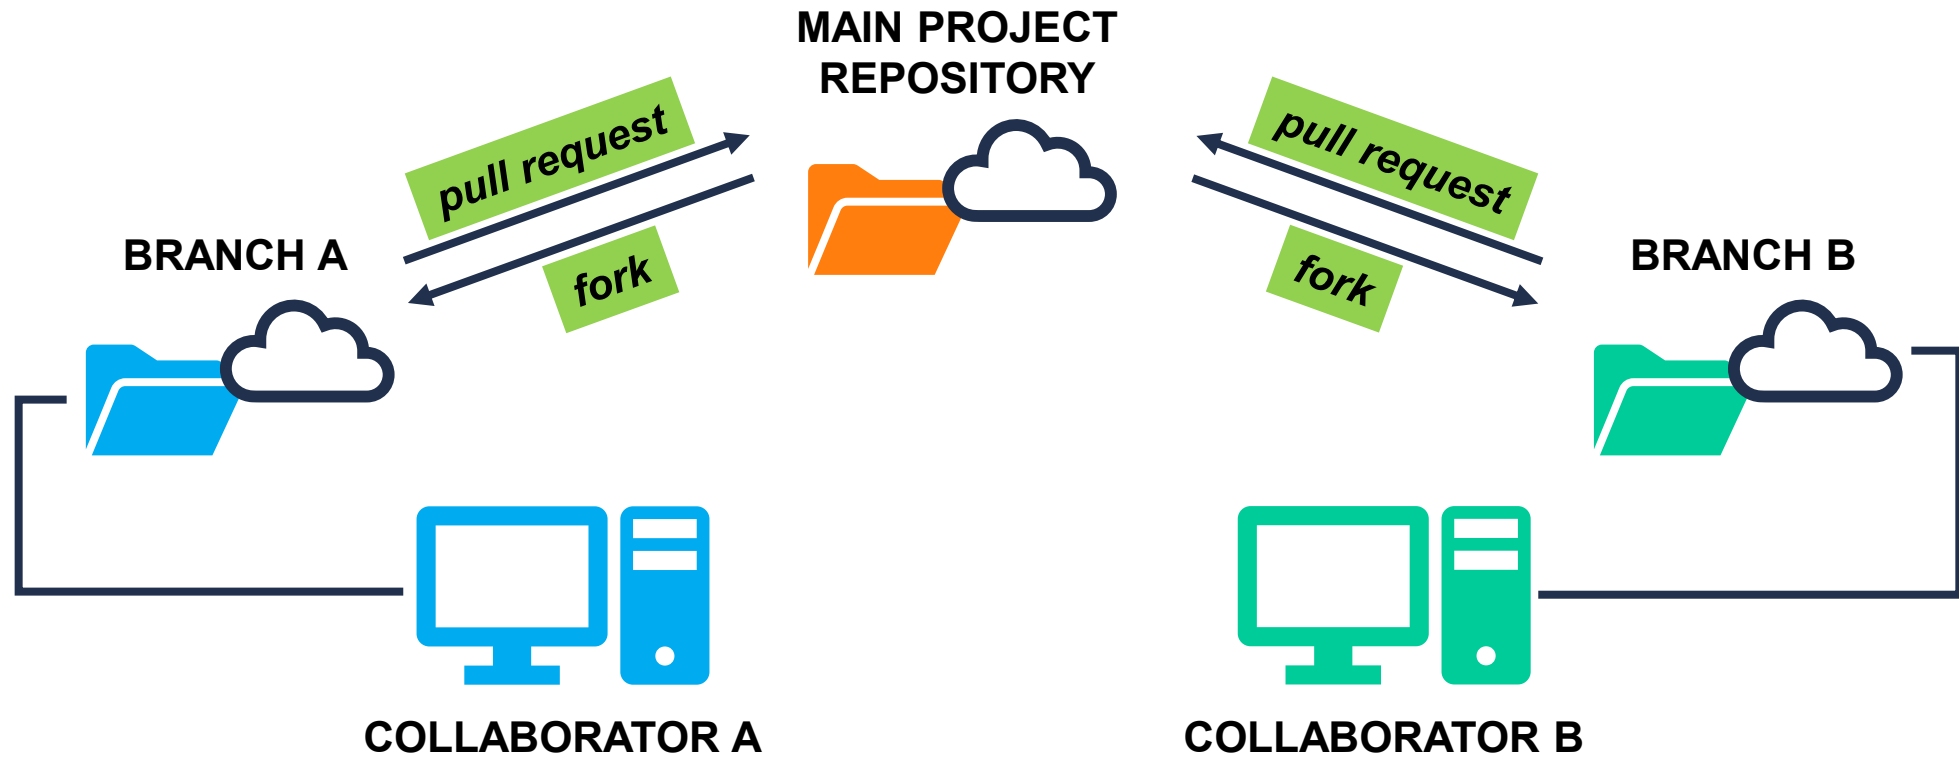 MAIN PROJECT
REPOSITORY
pull request
fork
pull request
fork
BRANCH A
BRANCH B
COLLABORATOR A
COLLABORATOR B